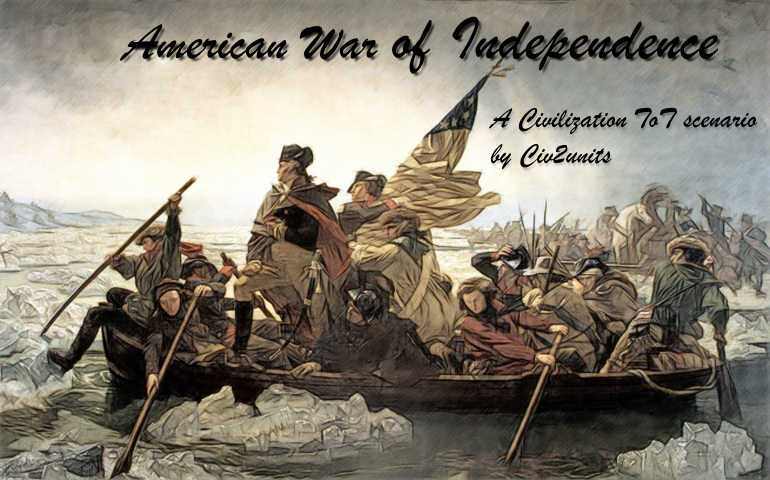 American War of Independence
A Civilization ToT scenario
by Civ2units